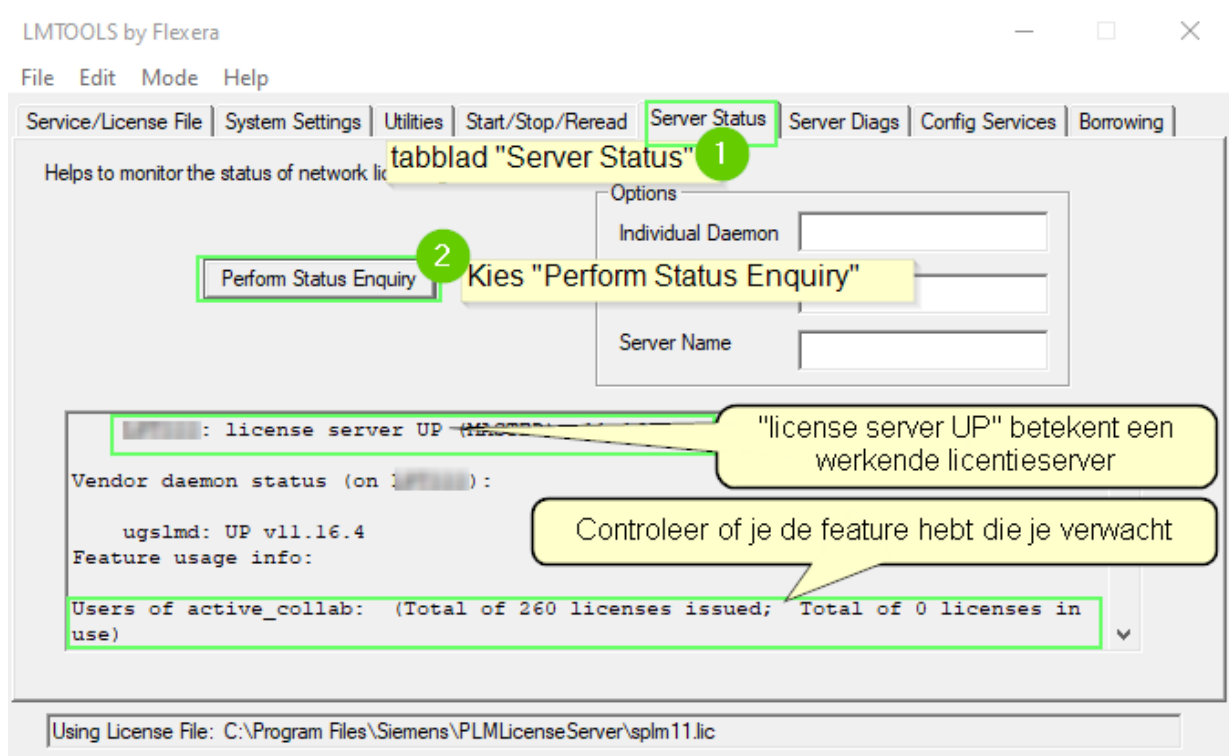 LMTOOLS by Flexera
File Edit Mode Help
Service/License File System Settings Utilities Start/Stop/Reread Server Status Server Diags Config Services Borrowing
tabblad "Server Status" 1
Helps to monitor the status of network
Options
Individual Daemon
2
Perform Status Enquiry
Kies "Perform Status Enquiry"
Server Name
: license server UP (MASTER)
"license server UP" betekent een
werkende licentieserver
Vendor daemon status (on ):
ugslmd: UP v11.16.4
Controleer of je de feature hebt die je verwacht
Feature usage info:
Users of active_collab: (Total of 260 licenses issued; Total of 0 licenses in
use)
Using License File: C:\Program Files\Siemens\PLMLicenseServer\splm11.lic